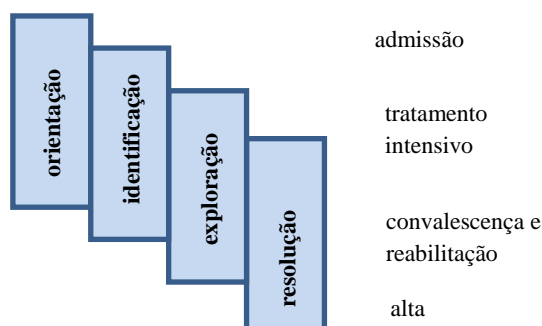 orientação
identificação
exploração
resolução
admissão
tratamento
intensivo
convalescença e
reabilitação
alta